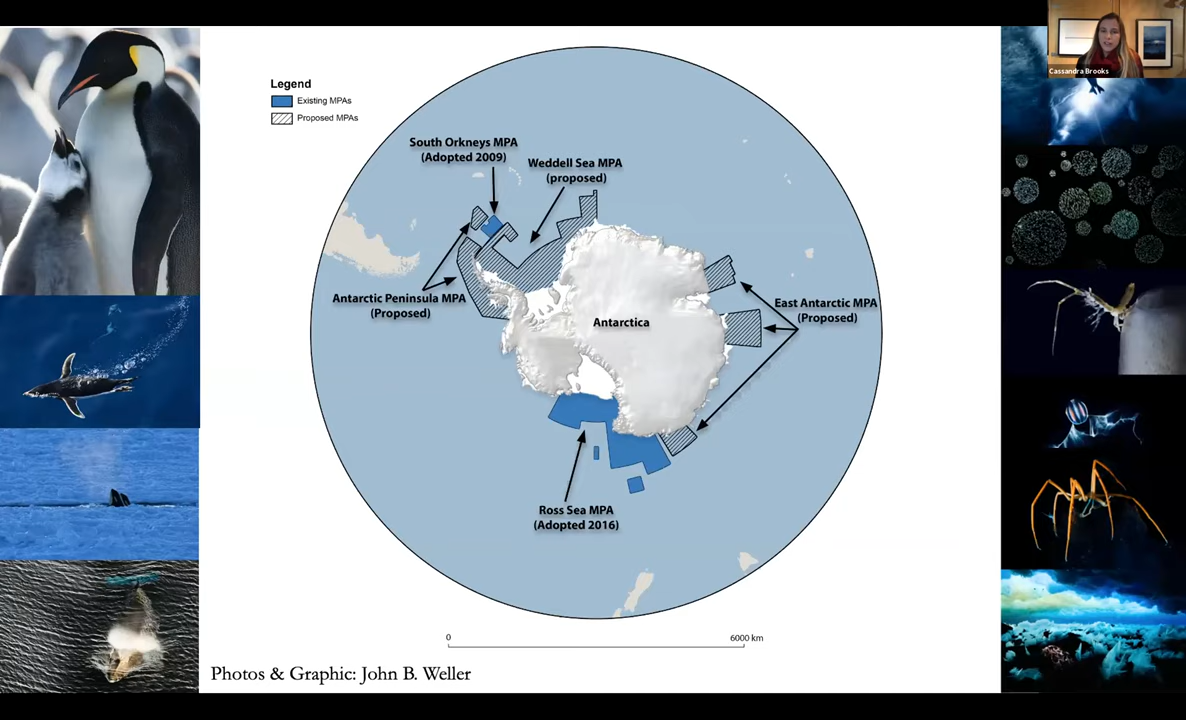 Cassandra Brooks
Legend
Existing MPAs
Proposed MPAs
South Orkneys MPA
(Adopted 2009)
Weddell Sea MPA
(proposed)
Antarctic Peninsula MPA
(Proposed)
Antarctica
East Antarctic MPA
(Proposed)
Ross Sea MPA
(Adopted 2016)
0
6000 km
Photos & Graphic: John B. Weller